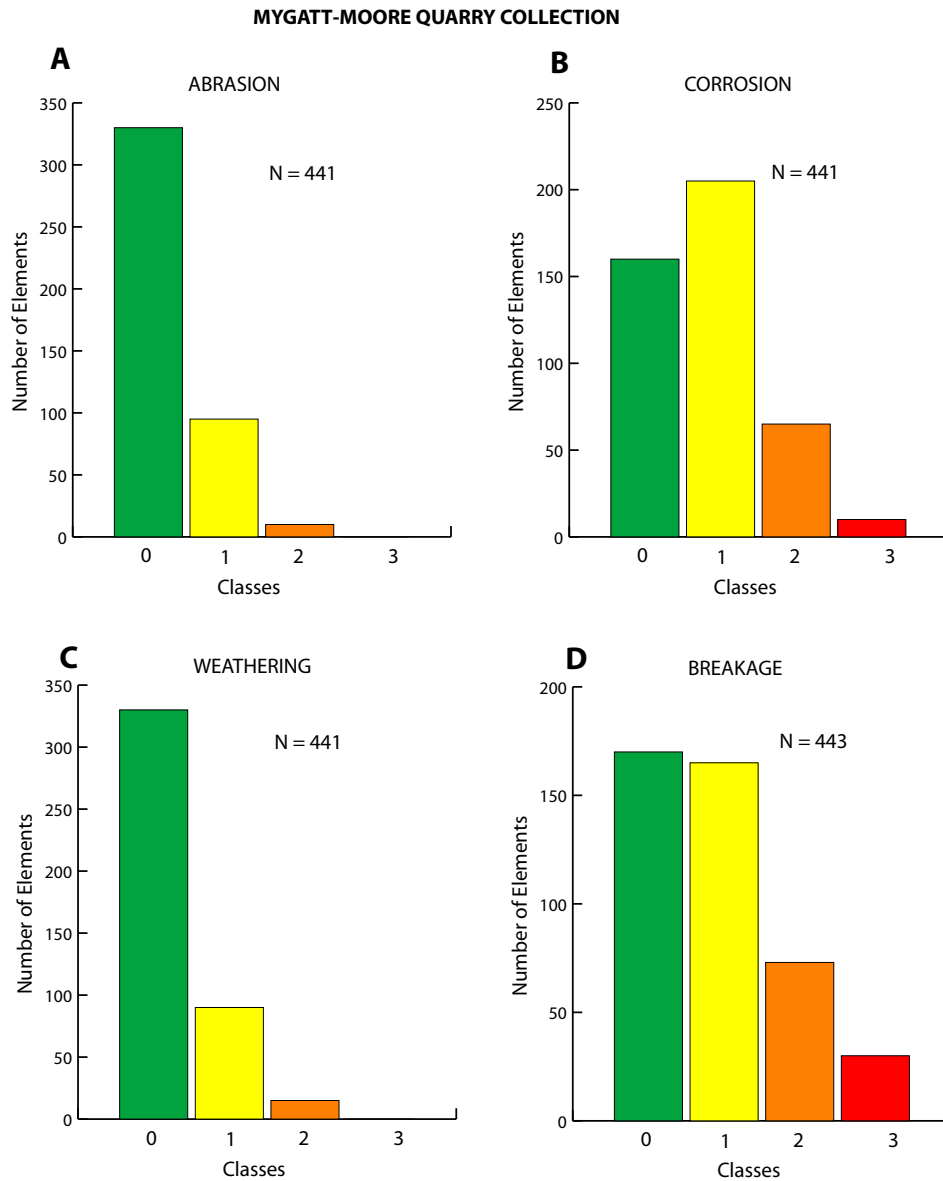 MYGATT-MOORE QUARRY COLLECTION
A
ABRASION
350
300
250
200
150
100
50
0
Number of Elements
N = 441
0 1 2 3
Classes
B
CORROSION
250
200
150
100
50
0
Number of Elements
N = 441
0 1 2 3
Classes
C
WEATHERING
350
300
250
200
150
100
50
0
Number of Elements
N = 441
0 1 2 3
Classes
D
BREAKAGE
200
150
100
50
0
Number of Elements
N = 443
0 1 2 3
Classes